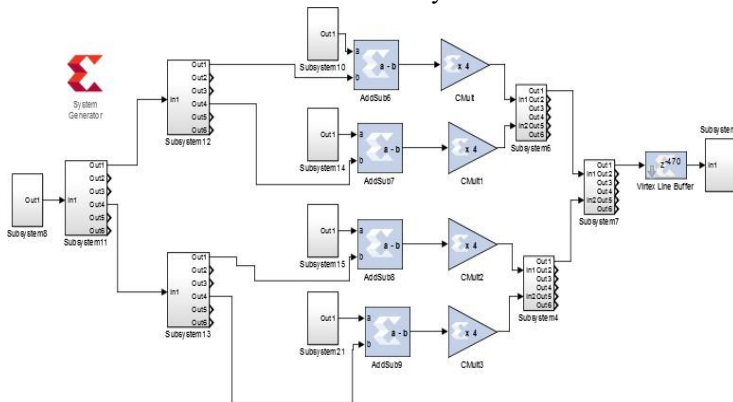 System
Generator
Out1
Subsystem8
In1
Out1
Out2
Out3
Out4
Out5
Out6
Subsystem11
In1
Out1
Out2
Out3
Out4
Out5
Out6
Subsystem12
In1
Out1
Out2
Out3
Out4
Out5
Out6
Subsystem13
Out1
Subsystem10
a
b
a - b
AddSub6
x 4
CMult
Out1
Subsystem14
a
b
a - b
AddSub7
x 4
CMult1
Out1
Subsystem15
a
b
a - b
AddSub8
x 4
CMult2
Out1
Subsystem21
a
b
a - b
AddSub9
x 4
CMult3
Out1
In1 Out2
Out3
Out4
In2 Out5
Out6
Subsystem6
Out1
In1 Out2
Out3
Out4
In2 Out5
Out6
Subsystem4
Out1
In1 Out2
Out3
Out4
In2 Out5
Out6
Subsystem7
z-470
Virtex Line Buffer
In1
Subsystem